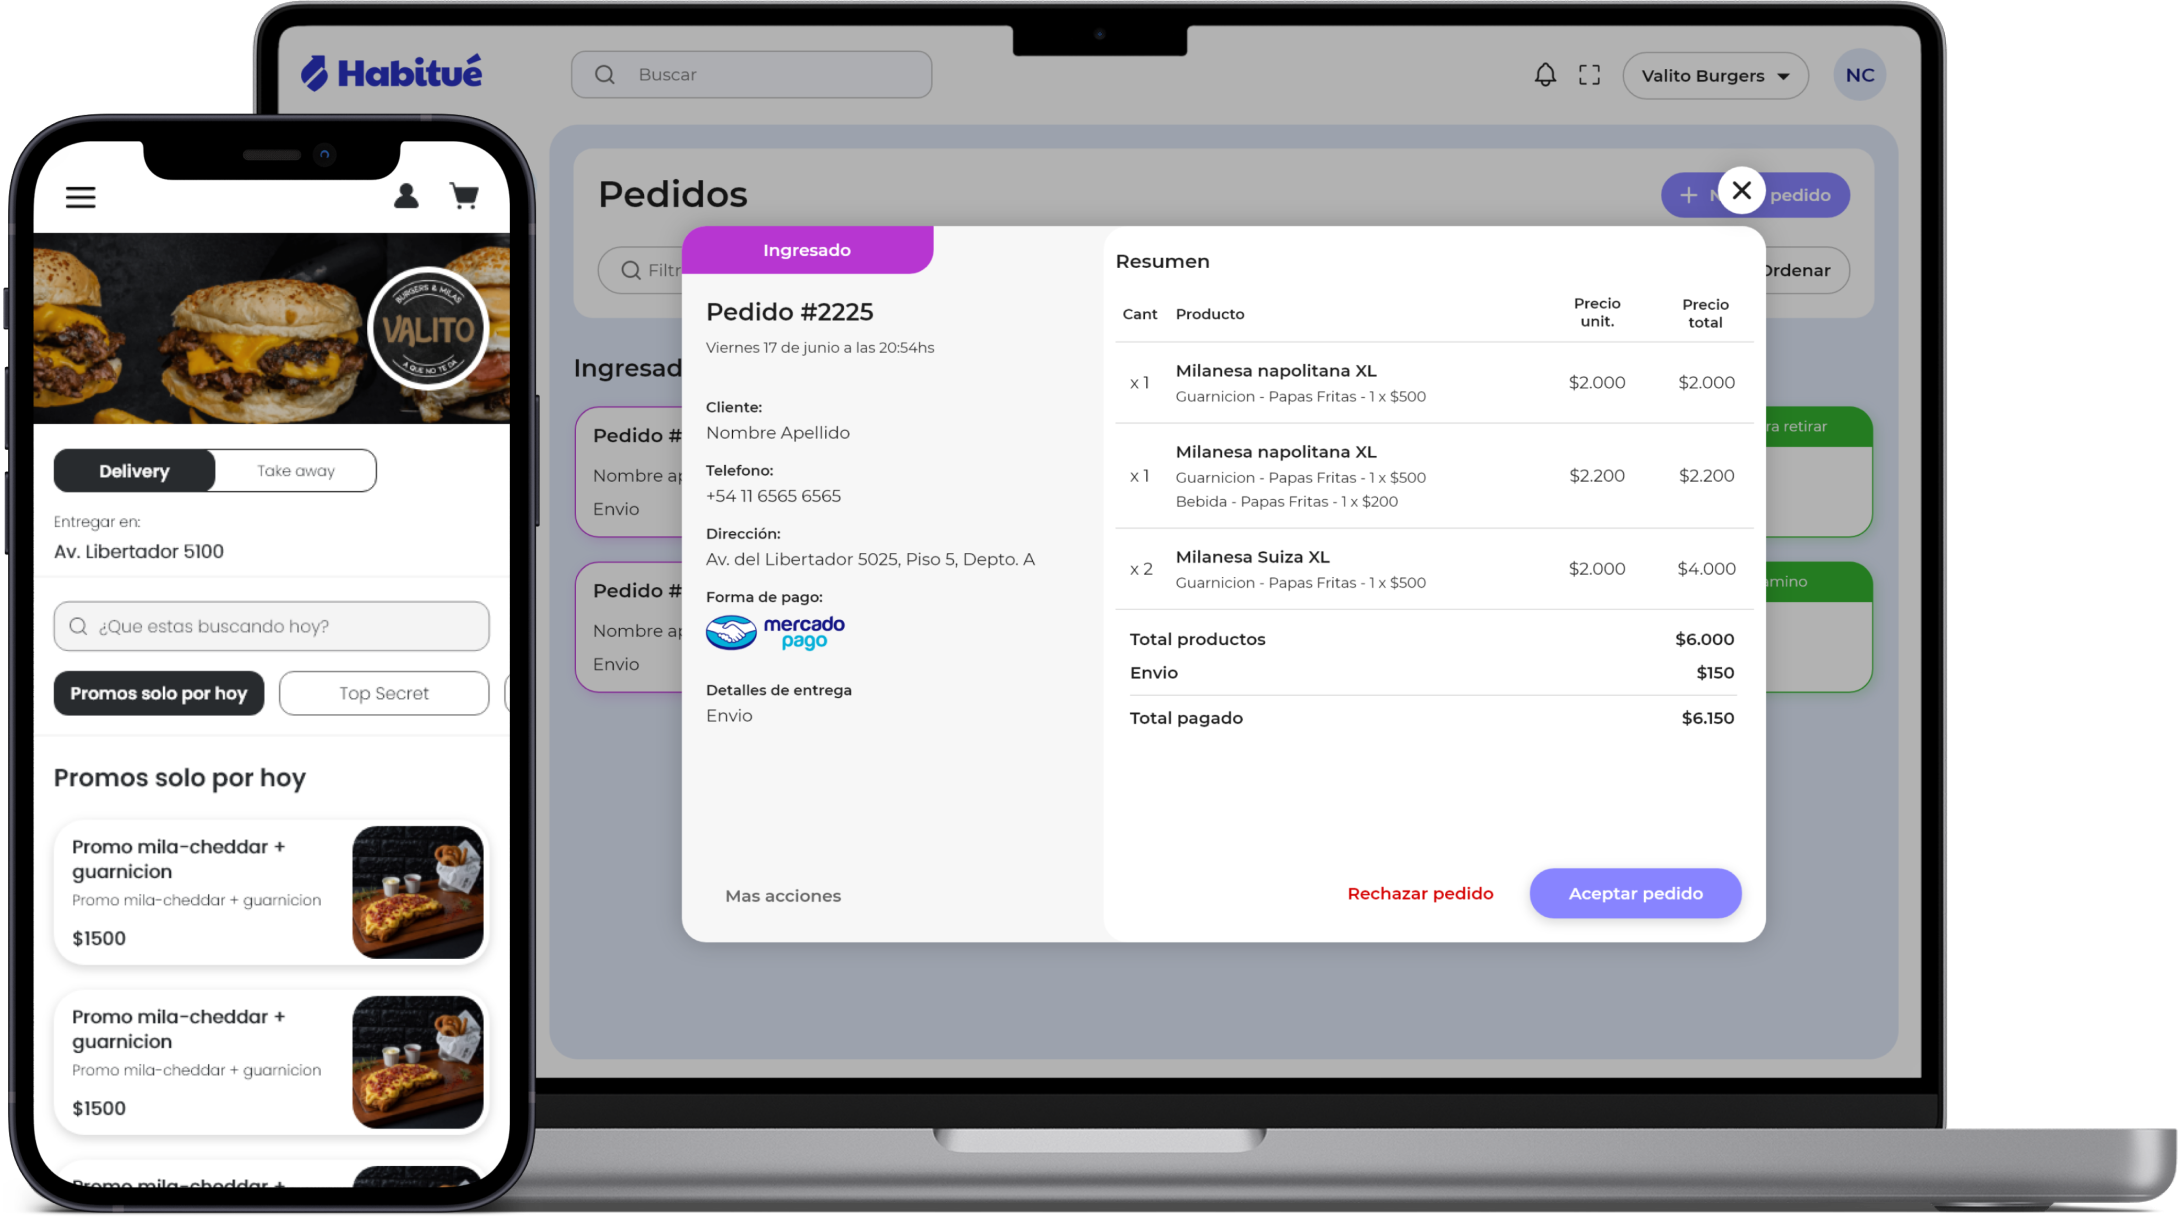 Habitué
Buscar
Valito Burgers
NC
Pedidos
pedido
Filtr
Ordenar
Ingresad
Pedido #
Nombre ap
Envio
Pedido #
Nombre ap
Envio
ra retirar
amino
Ingresado
Pedido #2225
Viernes 17 de junio a las 20:54hs
Cliente:
Nombre Apellido
Telefono:
+54 11 6565 6565
Dirección:
Av. del Libertador 5025, Piso 5, Depto. A
Forma de pago:
mercado
pago
Detalles de entrega
Envio
Mas acciones
Resumen
Cant Producto Precio unit. Precio total
x 1 Milanesa napolitana XL $2.000 $2.000
Guarnicion - Papas Fritas - 1 x $500
x 1 Milanesa napolitana XL $2.200 $2.200
Guarnicion - Papas Fritas - 1 x $500
Bebida - Papas Fritas - 1 x $200
x 2 Milanesa Suiza XL $2.000 $4.000
Guarnicion - Papas Fritas - 1 x $500
Total productos $6.000
Envio $150
Total pagado $6.150
Rechazar pedido
Aceptar pedido
BURGERS & MILAS
VALITO
A QUE NO TE DA
Delivery
Take away
Entregar en:
Av. Libertador 5100
¿Que estas buscando hoy?
Promos solo por hoy
Top Secret
Promos solo por hoy
Promo mila-cheddar +
guarnicion
Promo mila-cheddar + guarnicion
$1500
Promo mila-cheddar +
guarnicion
Promo mila-cheddar + guarnicion
$1500
Promo mila-cheddar +